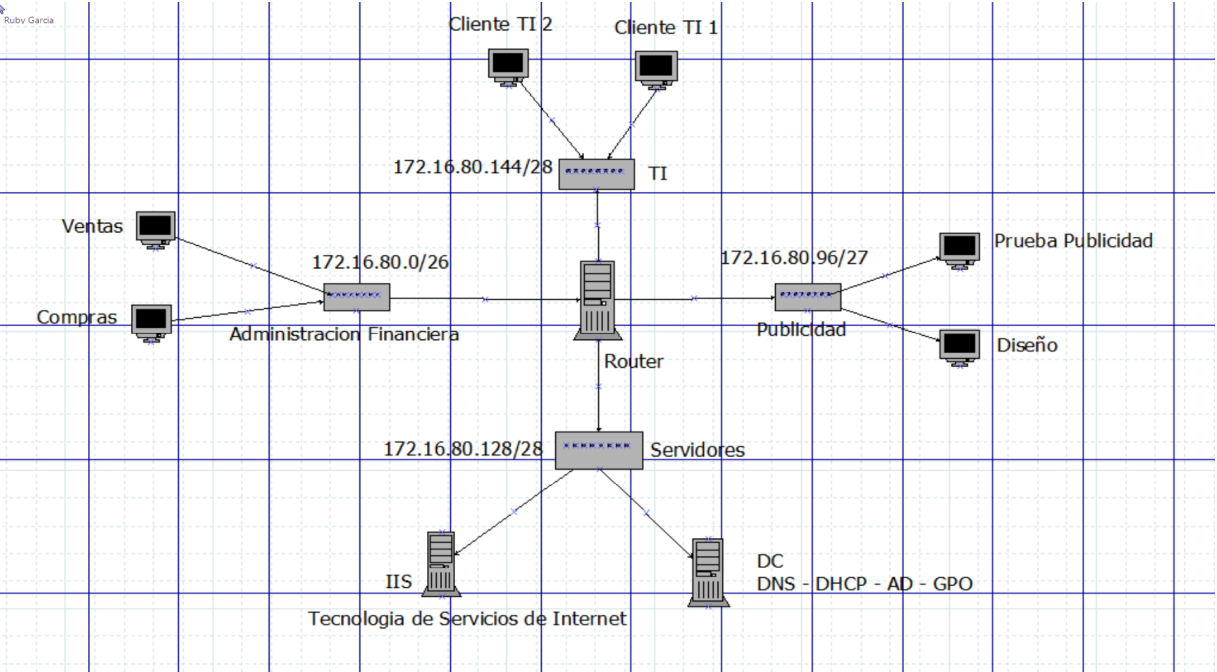 Ruby Garcia
Cliente TI 2
Cliente TI 1
172.16.80.144/28
TI
Ventas
172.16.80.0/26
172.16.80.96/27
Prueba Publicidad
Compras
Administracion Financiera
Publicidad
Diseño
Router
172.16.80.128/28
Servidores
IIS
DC
DNS - DHCP - AD - GPO
Tecnologia de Servicios de Internet